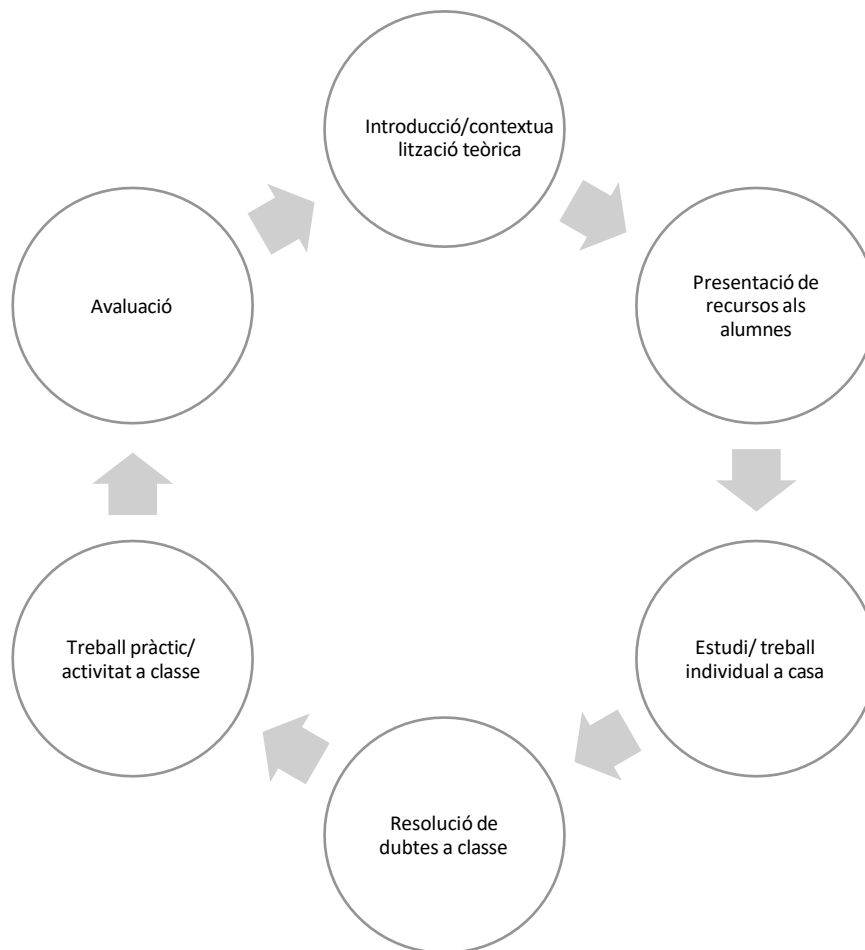 Introducció/contextua
lització teòrica
Presentació de
recursos als
alumnes
Estudi/ treball
individual a casa
Resolució de
dubtes a classe
Treball pràctic/
activitat a classe
Avaluació